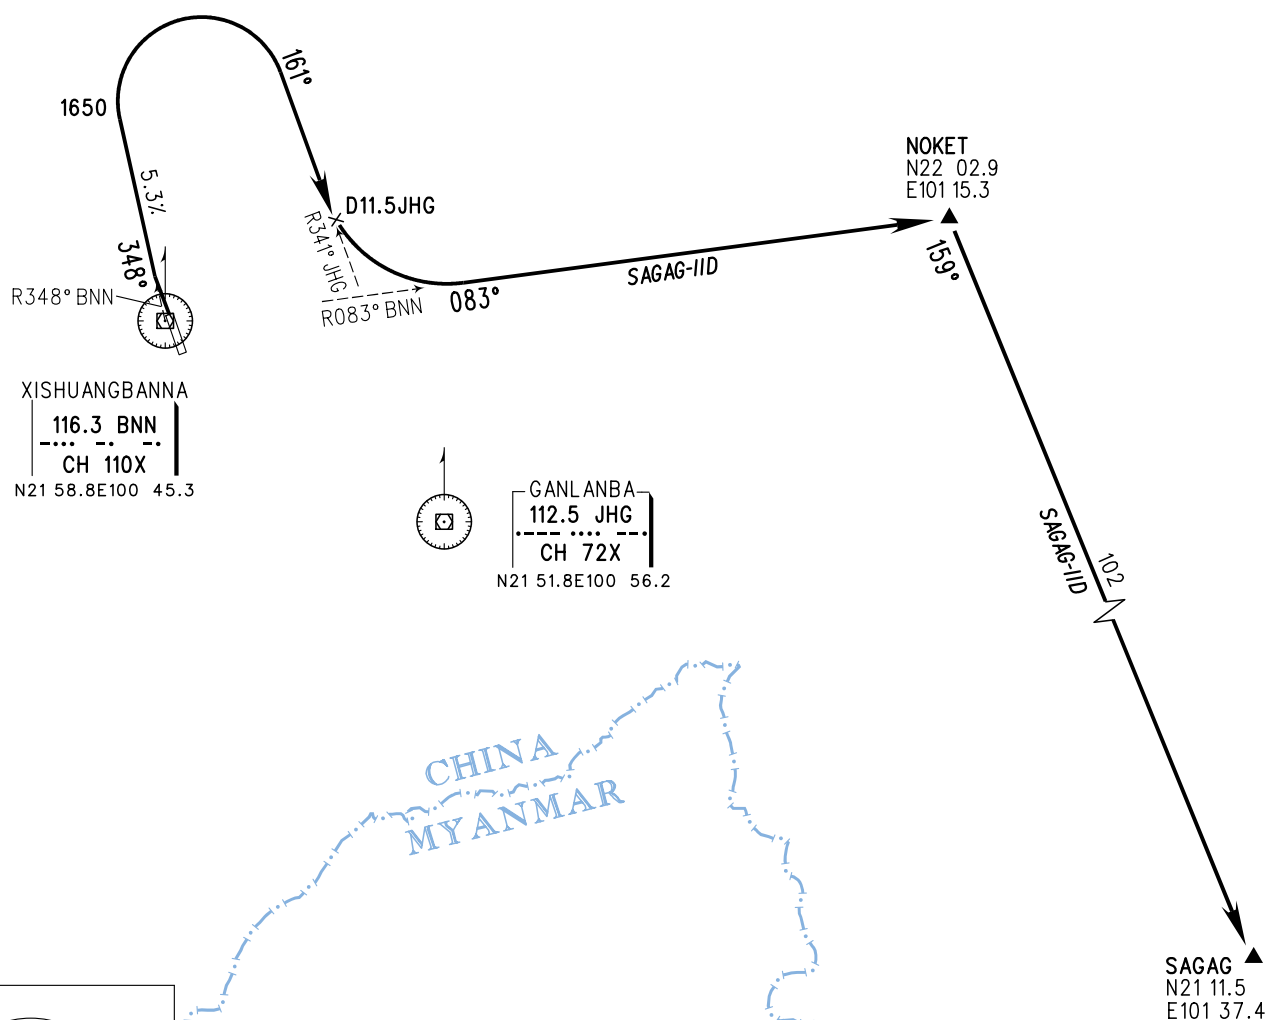 161°
1650
5.3%
348°
R348° BNN
D11.5JHG
R341° JHG
R083° BNN
083°
SAGAG-11D
NOKET
N22 02.9
E101 15.3
159°
XISHUANGBANNA
116.3 BNN
CH 110X
N21 58.8E100 45.3
GANLANBA
112.5 JHG
CH 72X
N21 51.8E100 56.2
SAGAG-11D
102
CHINA
MYANMAR
SAGAG
N21 11.5
E101 37.4